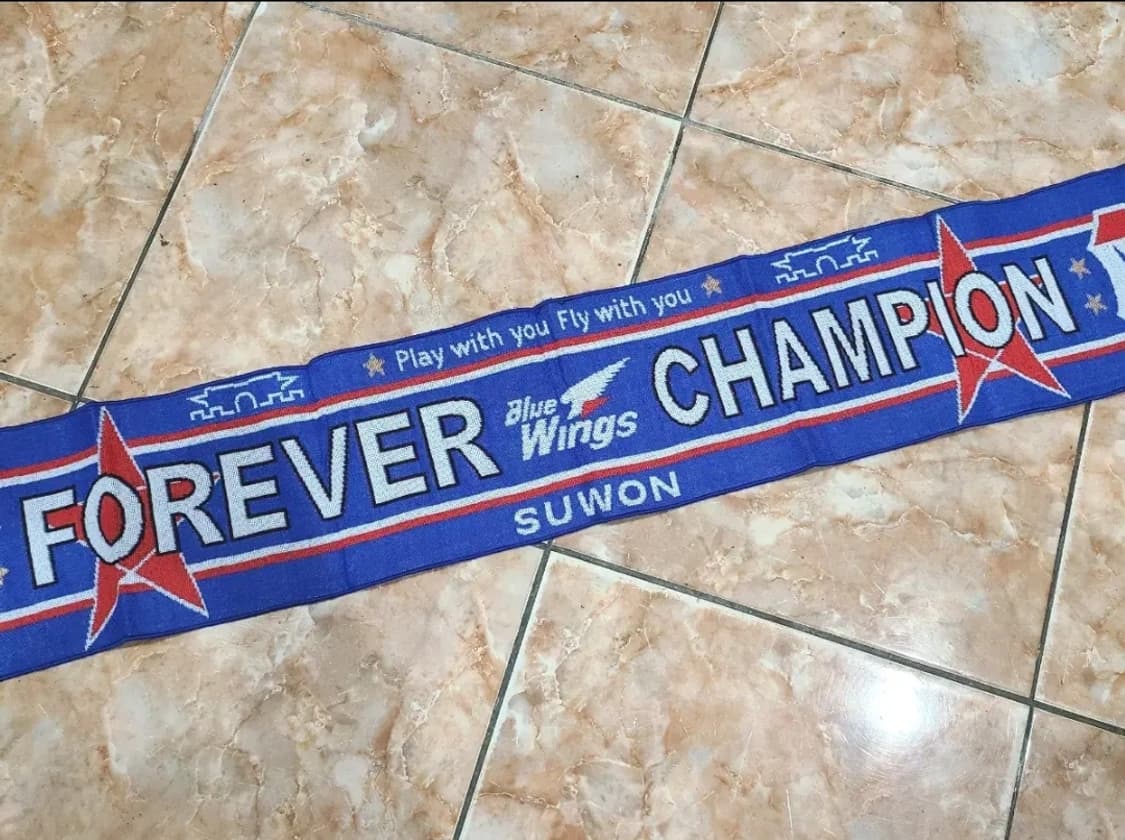 Play with you Fly with you
FOREVER Blue Wings CHAMPION
SUWON